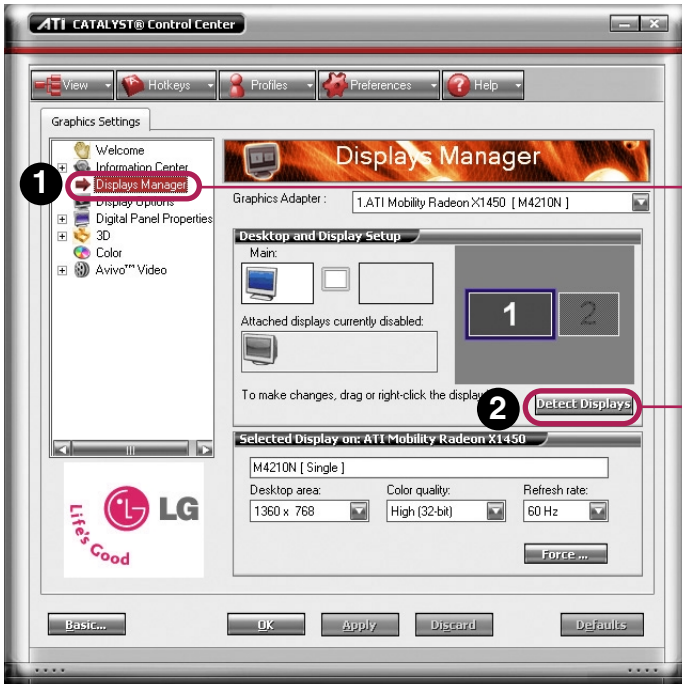 ATI CATALYST® Control Center
View
Hotkeys
Profiles
Preferences
Help
Graphics Settings
Welcome
Information Center
1
Displays Manager
Display Options
Digital Panel Properties
3D
Color
Avivo™ Video
LG
Life's Good
Displays Manager
Graphics Adapter :
1.ATI Mobility Radeon X1450 [ M4210N ]
Desktop and Display Setup
Main:
1
2
Attached displays currently disabled:
To make changes, drag or right-click the display
2
Detect Displays
Selected Display on: ATI Mobility Radeon X1450
M4210N [ Single ]
Desktop area:
Color quality:
Refresh rate:
1360 x 768
High (32-bit)
60 Hz
Force ...
Basic...
OK
Apply
Discard
Defaults